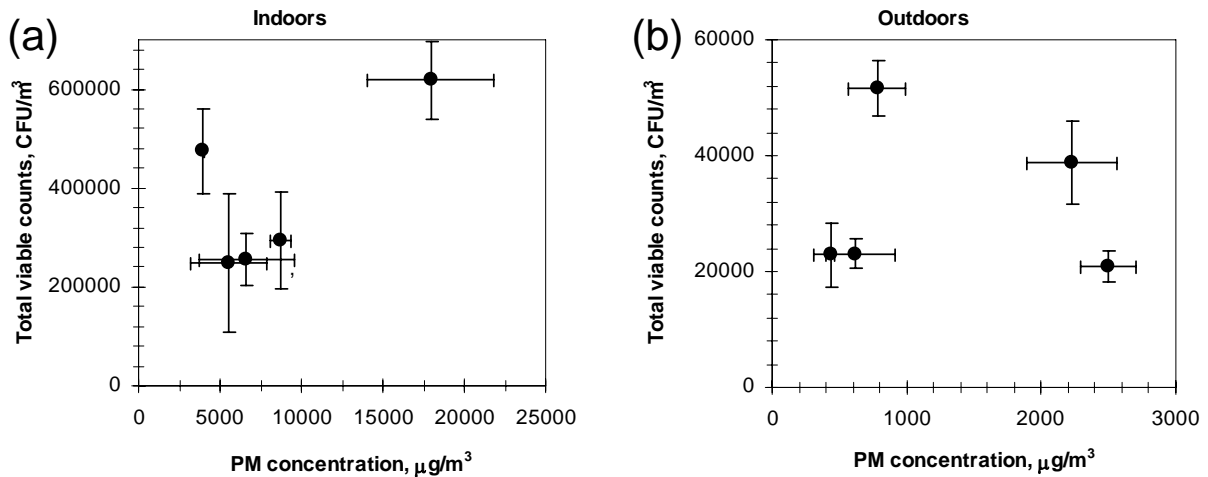 Indoors
(a)
Total viable counts, CFU/m³
600000
400000
200000
0
0 5000 10000 15000 20000 25000
PM concentration, µg/m³
,
Outdoors
(b)
Total viable counts, CFU/m³
60000
40000
20000
0
0 1000 2000 3000
PM concentration, µg/m³